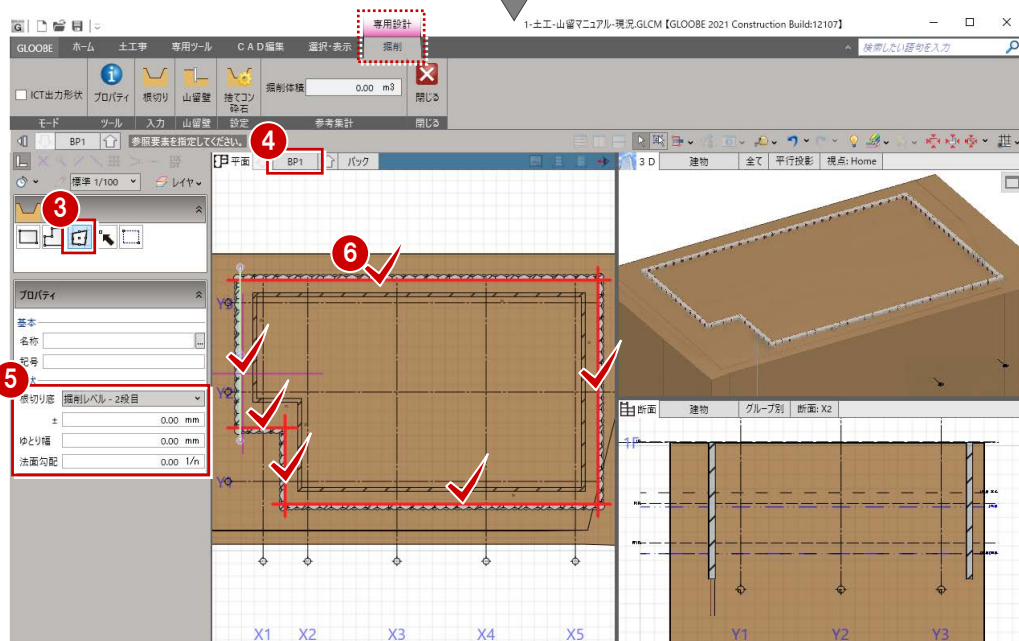 専用設計
1-土工-山留マニュアル-現況.GLCM【GLOOBE 2021 Construction Build:12107】
GLOOBE ホーム 土工亊 専用ツール CAD編集 選択・表示 掘削 検索したい語句を入力
ICT出力形状 プロパティ 根切り 山留壁 捨てコン 砕石 掘削体積 0.00 m3 閉じる
モード ツール 入力 山留壁 設定 参考集計 閉じる
BP1 参照要素を指定してください。
4
平面 BP1 バック
3D 建物 全て 平行投影 視点: Home
標準 1/100 レイヤ
3
6
プロパティ
基本
名称
記号
5
根切り底 掘削レベル - 2段目
± 0.00 mm
ゆとり幅 0.00 mm
法面勾配 0.00 1/n
Y3
Y2
Y1
X1 X2 X3 X4 X5
断面 建物 グループ別 断面: X2
1F
Y1 Y2 Y3